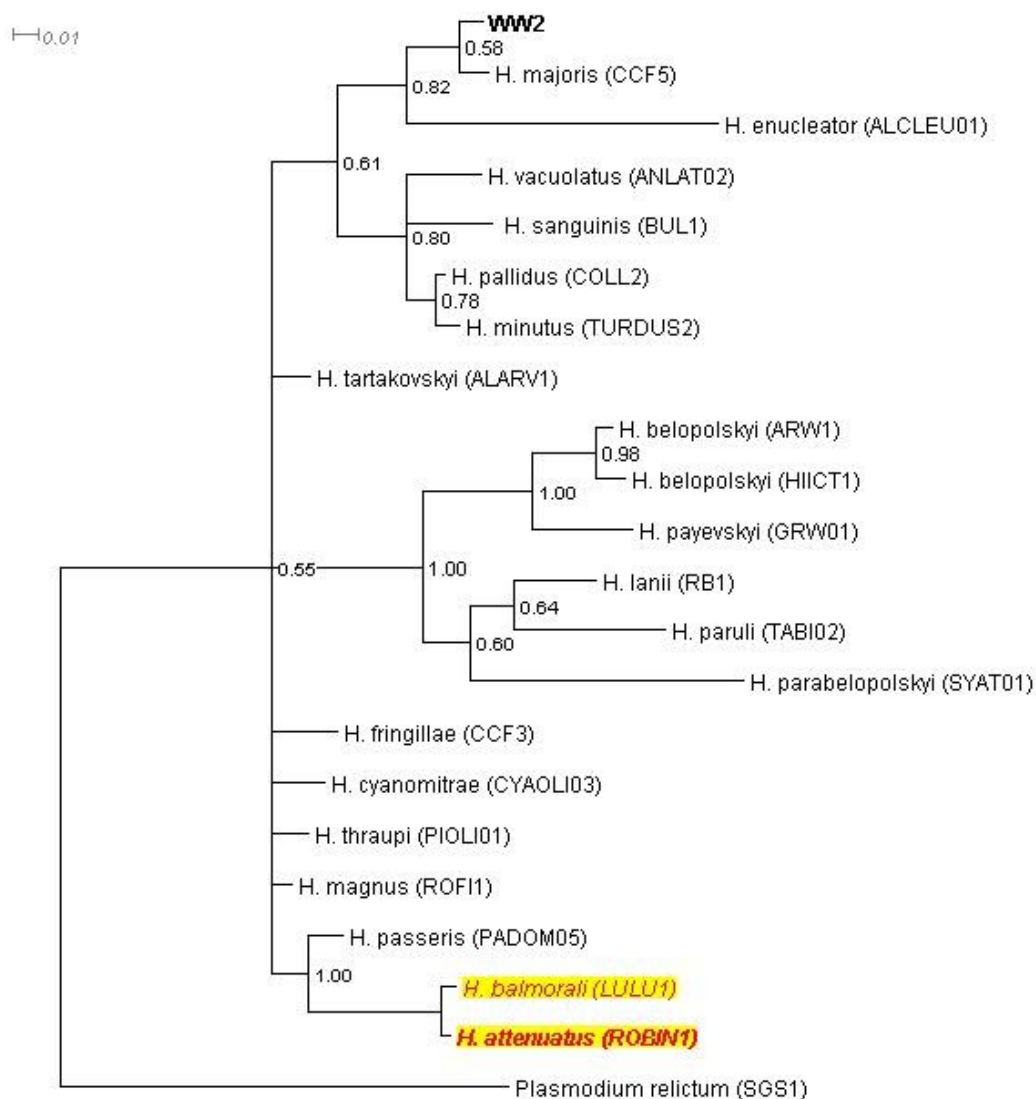 0.01
WW2
0.58
H. majoris (CCF5)
0.82
H. enucleator (ALCLEU01)
0.61
H. vacuolatus (ANLAT02)
H. sanguinis (BUL1)
0.80
H. pallidus (COLL2)
0.78
H. minutus (TURDUS2)
H. tartakovskyi (ALARV1)
H. belopolskyi (ARW1)
0.98
H. belopolskyi (HIICT1)
1.00
H. payevskyi (GRW01)
0.55
1.00
H. lanii (RB1)
0.64
H. paruli (TABI02)
0.60
H. parabelopolskyi (SYAT01)
H. fringillae (CCF3)
H. cyanomitrae (CYAOLI03)
H. thraupi (PIOLI01)
H. magnus (ROFI1)
H. passeris (PADOM05)
1.00
H. balmorali (LULU1)
H. attenuatus (ROBIN1)
Plasmodium relictum (SGS1)